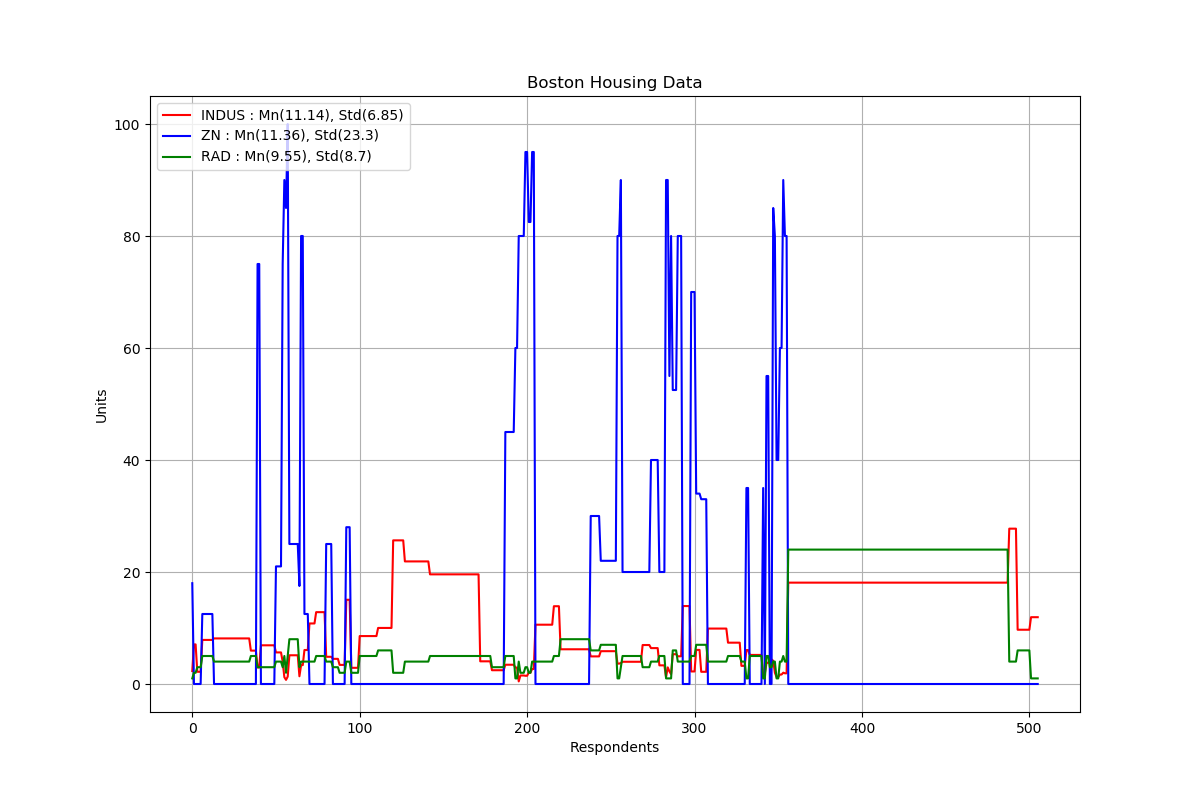 Boston Housing Data
INDUS : Mn(11.14), Std(6.85)
ZN : Mn(11.36), Std(23.3)
RAD : Mn(9.55), Std(8.7)
100
80
60
40
20
0
Units
0 100 200 300 400 500
Respondents